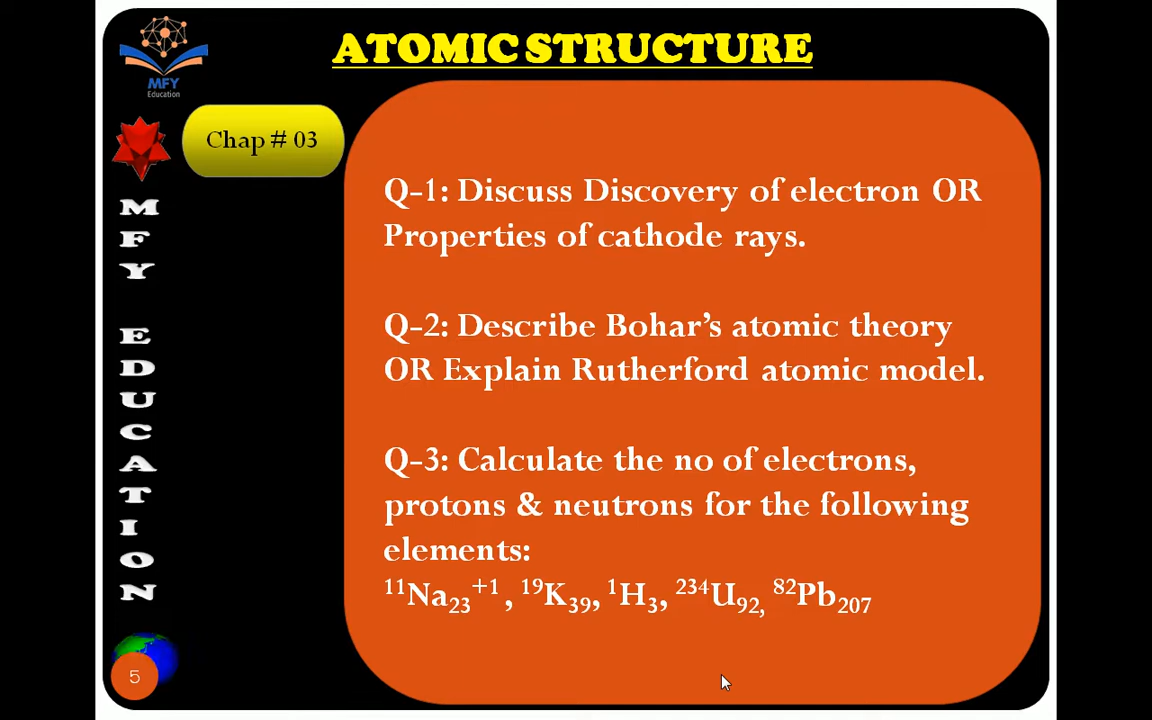 ATOMIC STRUCTURE
MFY
Education
Chap # 03
MFY EDUCATION
Q-1: Discuss Discovery of electron OR
Properties of cathode rays.
Q-2: Describe Bohar’s atomic theory
OR Explain Rutherford atomic model.
Q-3: Calculate the no of electrons,
protons & neutrons for the following
elements:
¹¹Na₂₃⁺¹ , ¹⁹K₃₉, ¹H₃, ²³⁴U₉₂, ⁸²Pb₂₀₇
5